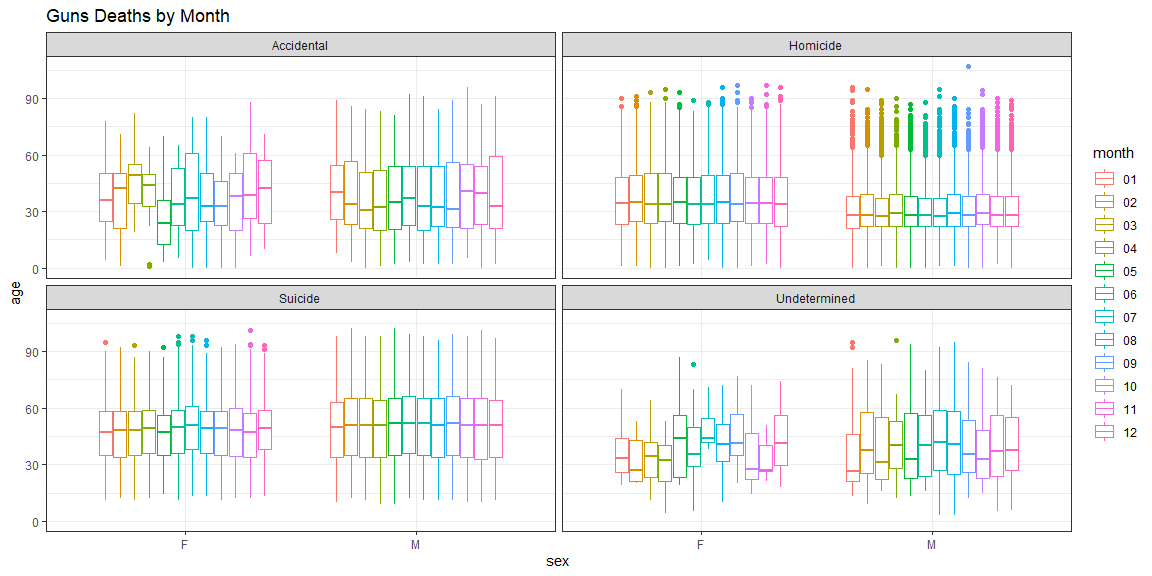 Guns Deaths by Month
Accidental
Homicide
90
60
30
0
Suicide
Undetermined
90
60
30
0
age
F
M
F
M
sex
month
01
02
03
04
05
06
07
08
09
10
11
12